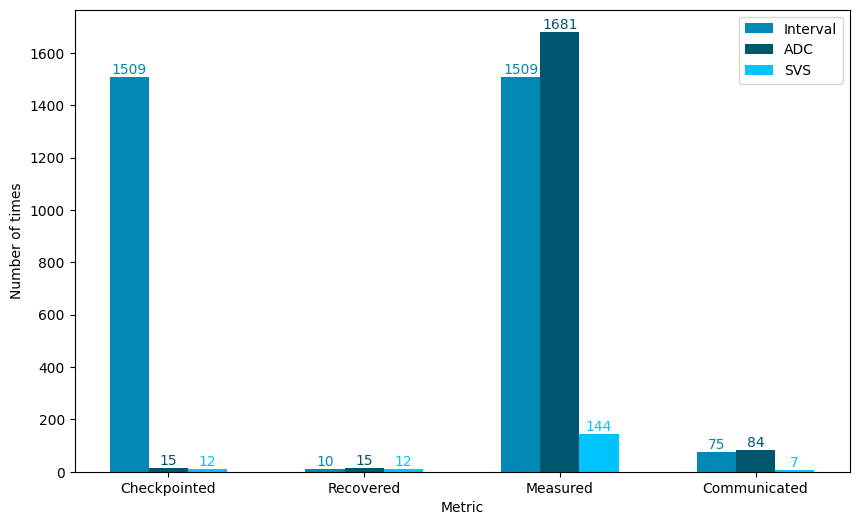 Number of times
1600
1400
1200
1000
800
600
400
200
0
1509
15
12
10
15
12
1509
1681
144
75
84
7
Interval
ADC
SVS
Checkpointed
Recovered
Measured
Communicated
Metric